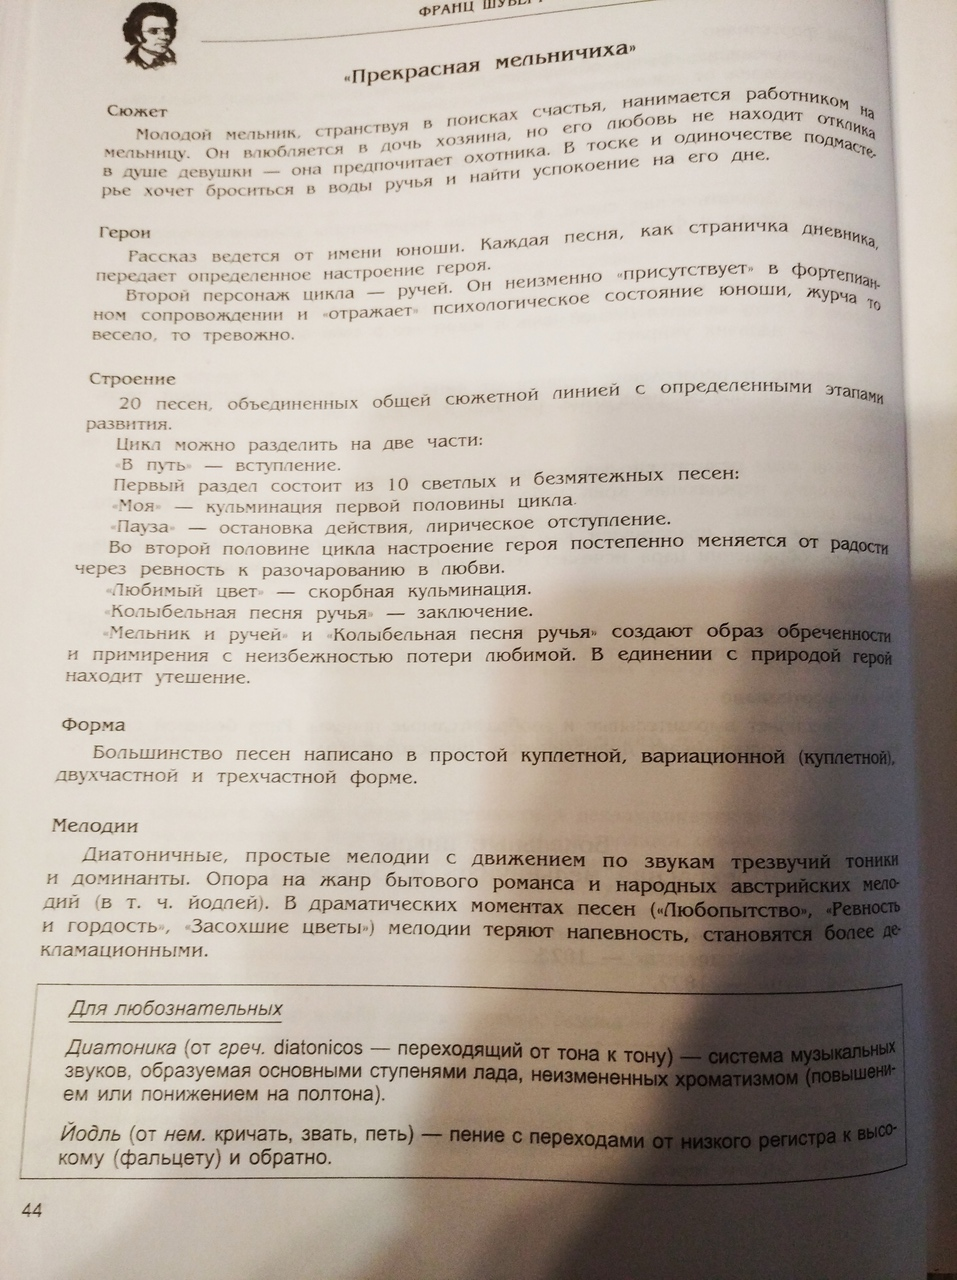 ФРАНЦ ШУБЕР
«Прекрасная мельничиха»
Сюжет
Молодой мельник, странствуя в поисках счастья, нанимается работником на
мельницу. Он влюбляется в дочь хозяина, но его любовь не находит отклика
в душе девушки — она предпочитает охотника. В тоске и одиночестве подмасте-
рье хочет броситься в воды ручья и найти успокоение на его дне.
Герои
Рассказ ведется от имени юноши. Каждая песня, как страничка дневника,
передает определенное настроение героя.
Второй персонаж цикла — ручей. Он неизменно «присутствует» в фортепиан-
ном сопровождении и «отражает» психологическое состояние юноши, журча то
весело, то тревожно.
Строение
20 песен, объединенных общей сюжетной линией с определенными этапами
развития.
Цикл можно разделить на две части:
«В путь» — вступление.
Первый раздел состоит из 10 светлых и безмятежных песен:
«Моя» — кульминация первой половины цикла.
«Пауза» — остановка действия, лирическое отступление.
Во второй половине цикла настроение героя постепенно меняется от радости
через ревность к разочарованию в любви.
«Любимый цвет» — скорбная кульминация.
«Колыбельная песня ручья» — заключение.
«Мельник и ручей» и «Колыбельная песня ручья» создают образ обреченности
и примирения с неизбежностью потери любимой. В единении с природой герой
находит утешение.
Форма
Большинство песен написано в простой куплетной, вариационной (куплетной),
двухчастной и трехчастной форме.
Мелодии
Диатоничные, простые мелодии с движением по звукам трезвучий тоники
и доминанты. Опора на жанр бытового романса и народных австрийских мело-
дий (в т. ч. йодлей). В драматических моментах песен («Любопытство», «Ревность
и гордость», «Засохшие цветы») мелодии теряют напевность, становятся более де-
кламационными.
Для любознательных
Диатоника (от греч. diatonicos — переходящий от тона к тону) — система музыкальных
звуков, образуемая основными ступенями лада, неизмененных хроматизмом (повышени-
ем или понижением на полтона).
Йодль (от нем. кричать, звать, петь) — пение с переходами от низкого регистра к высо-
кому (фальцету) и обратно.
44